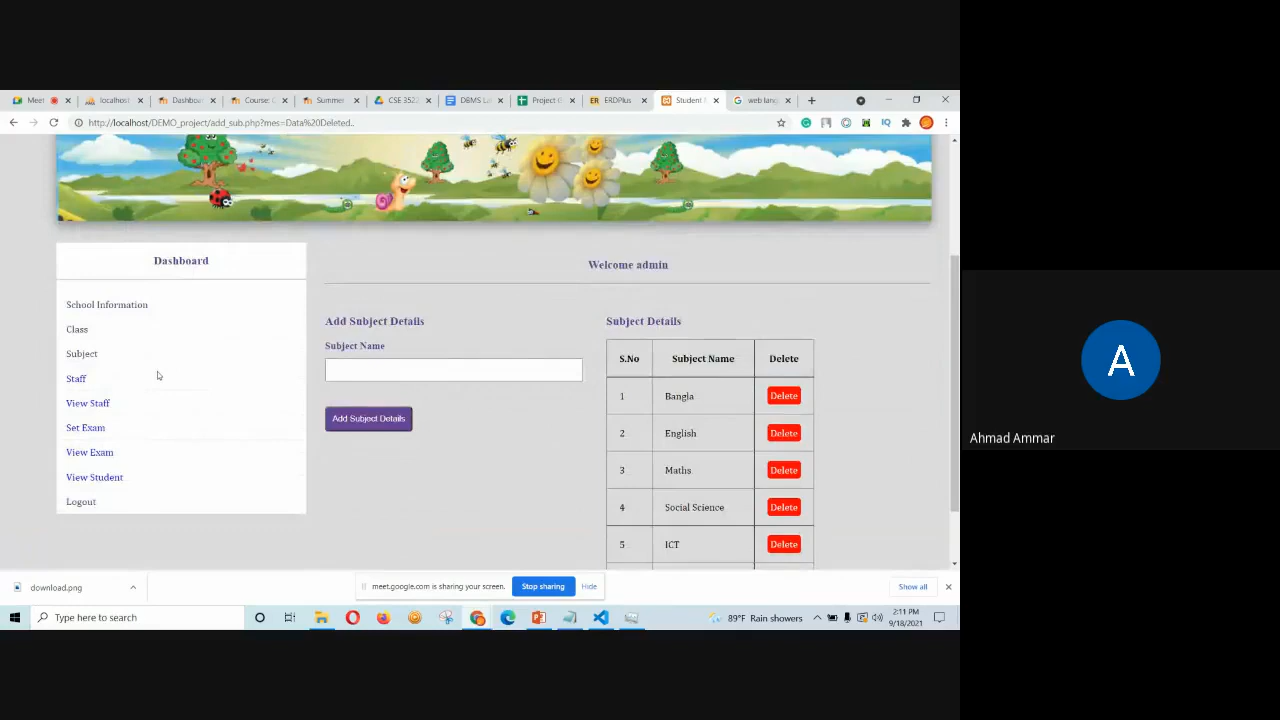 Meet
localhost
Dashboa
Course: C
Summer
CSE 352
DBMS La
Project G
ER ERDPlus
Student
web lang
http://localhost/DEMO_project/add_sub.php?mes=Data%20Deleted..
IQ
Dashboard
School Information
Class
Subject
Staff
View Staff
Set Exam
View Exam
View Student
Logout
Welcome admin
Add Subject Details
Subject Name
Add Subject Details
Subject Details
S.No Subject Name Delete
1 Bangla Delete
2 English Delete
3 Maths Delete
4 Social Science Delete
5 ICT Delete
A
Ahmad Ammar
download.png
meet.google.com is sharing your screen. Stop sharing Hide
Show all
Type here to search
89°F Rain showers
2:11 PM
9/18/2021